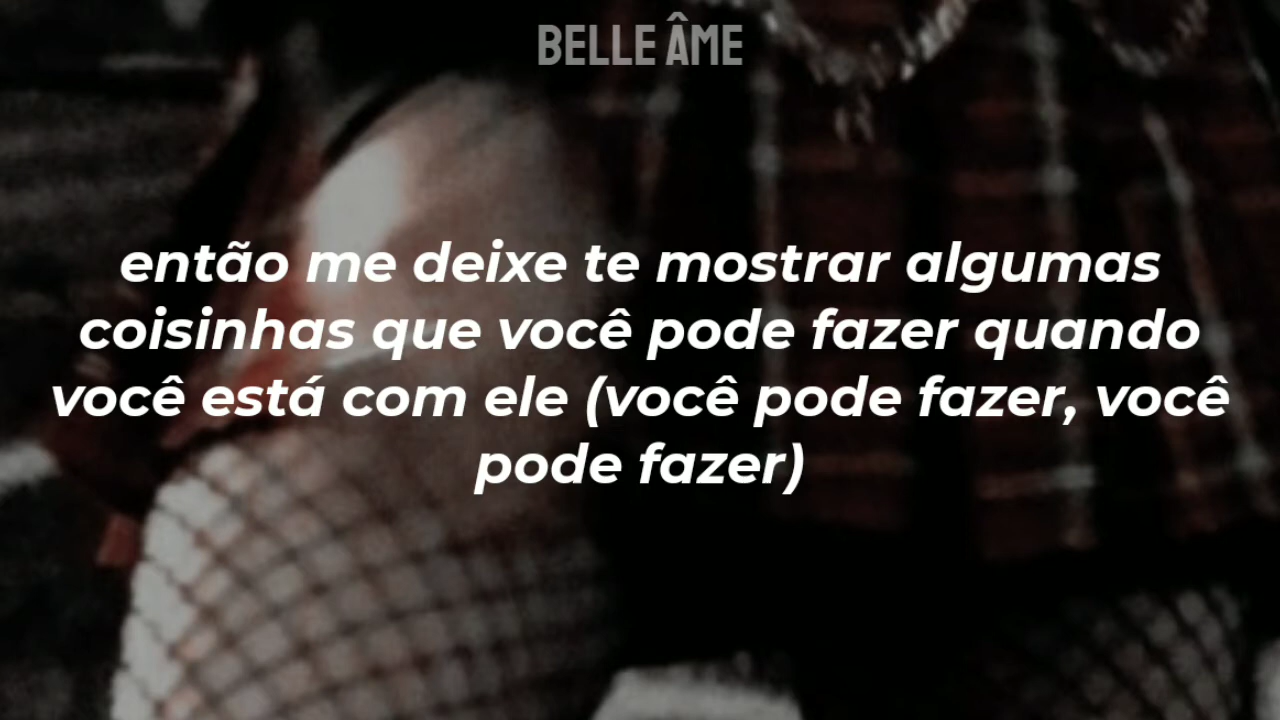 BELLE ÂME
então me deixe te mostrar algumas
coisinhas que você pode fazer quando
você está com ele (você pode fazer, você
pode fazer)